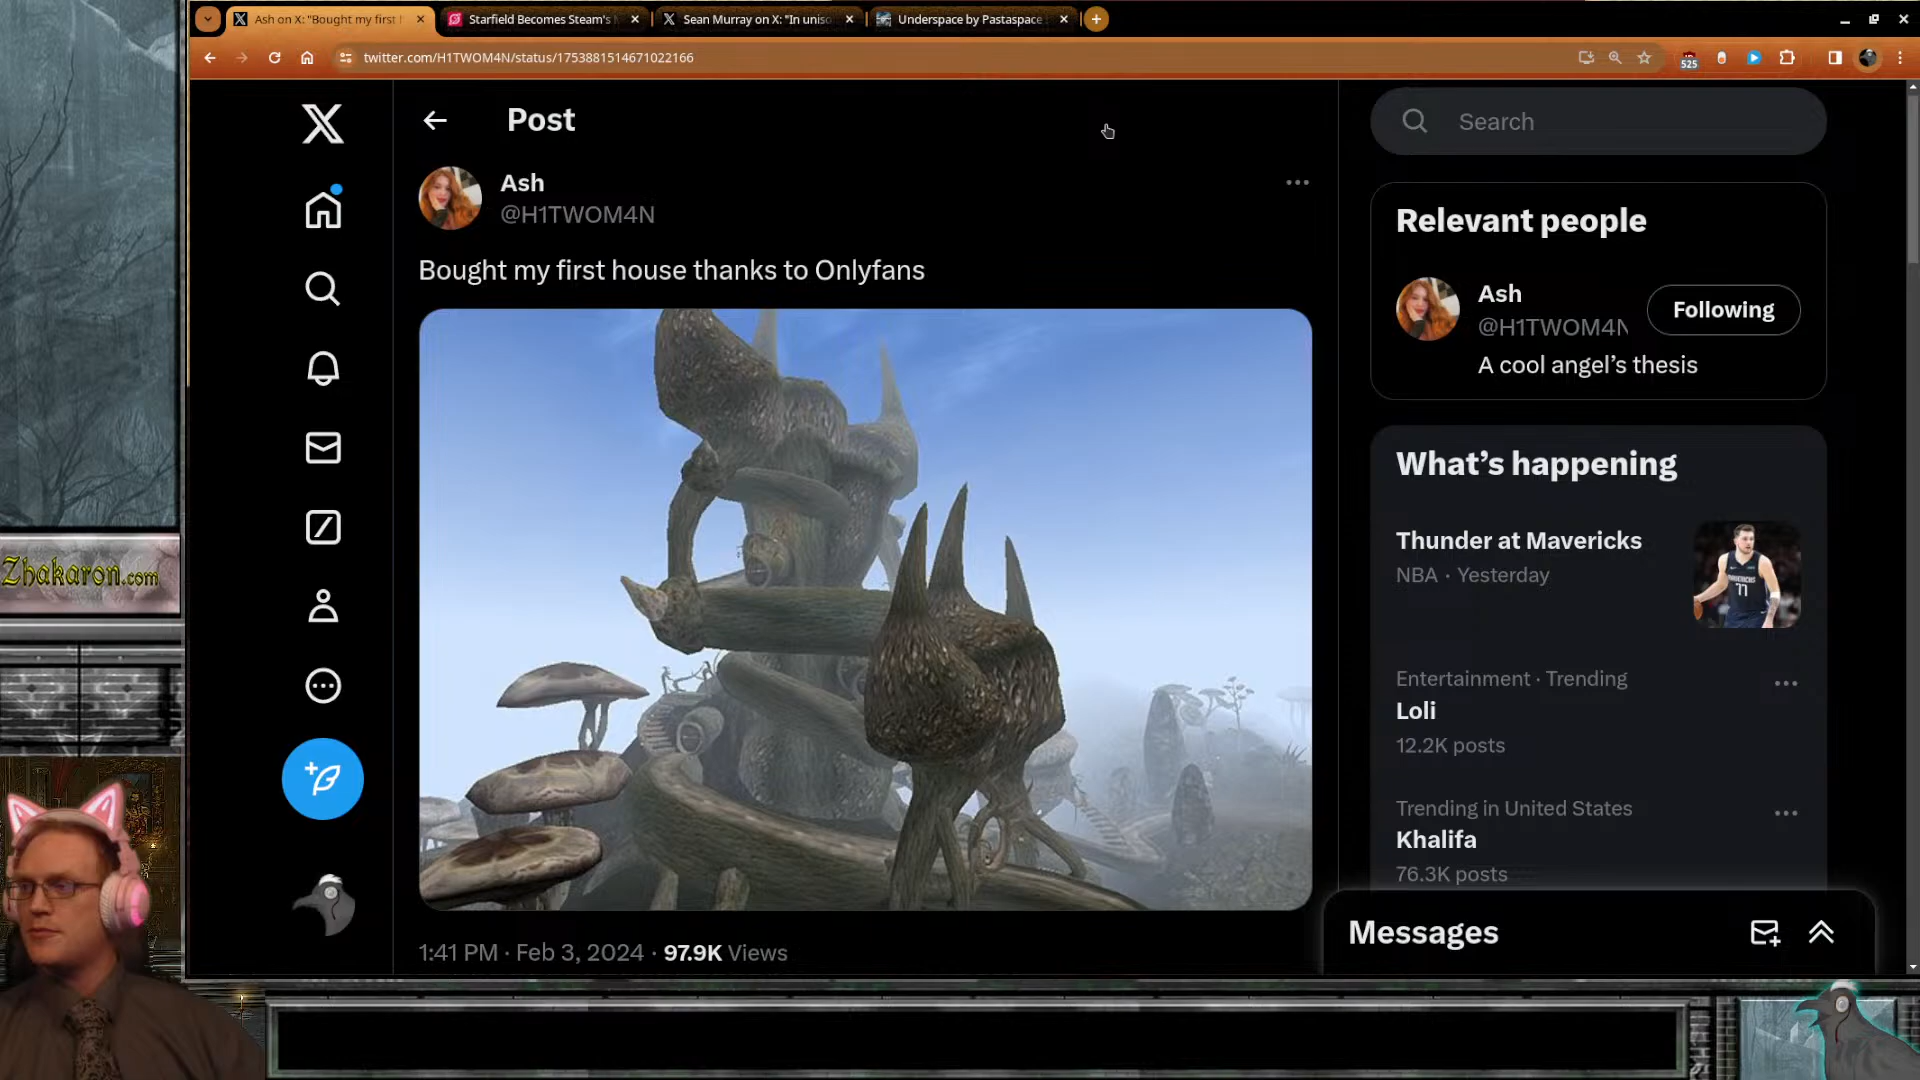 Ash on X: "Bought my first
Starfield Becomes Steam's
Sean Murray on X: "In uniso
Underspace by Pastaspace
twitter.com/H1TWOM4N/status/1753881514671022166
525
Post
Search
Ash
@H1TWOM4N
Bought my first house thanks to Onlyfans
Relevant people
Ash
@H1TWOM4N
Following
A cool angel's thesis
What's happening
Thunder at Mavericks
NBA · Yesterday
MAVERICKS
77
Entertainment · Trending
Loli
12.2K posts
Trending in United States
Khalifa
76.3K posts
Messages
1:41 PM · Feb 3, 2024 · 97.9K Views
Zhakaron.com